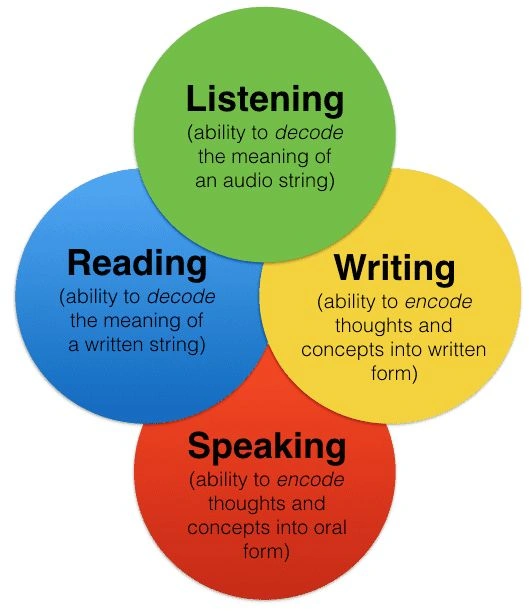 Listening
(ability to decode
the meaning of
an audio string)
Reading
(ability to decode
the meaning of
a written string)
Writing
(ability to encode
thoughts and
concepts into written
form)
Speaking
(ability to encode
thoughts and
concepts into oral
form)